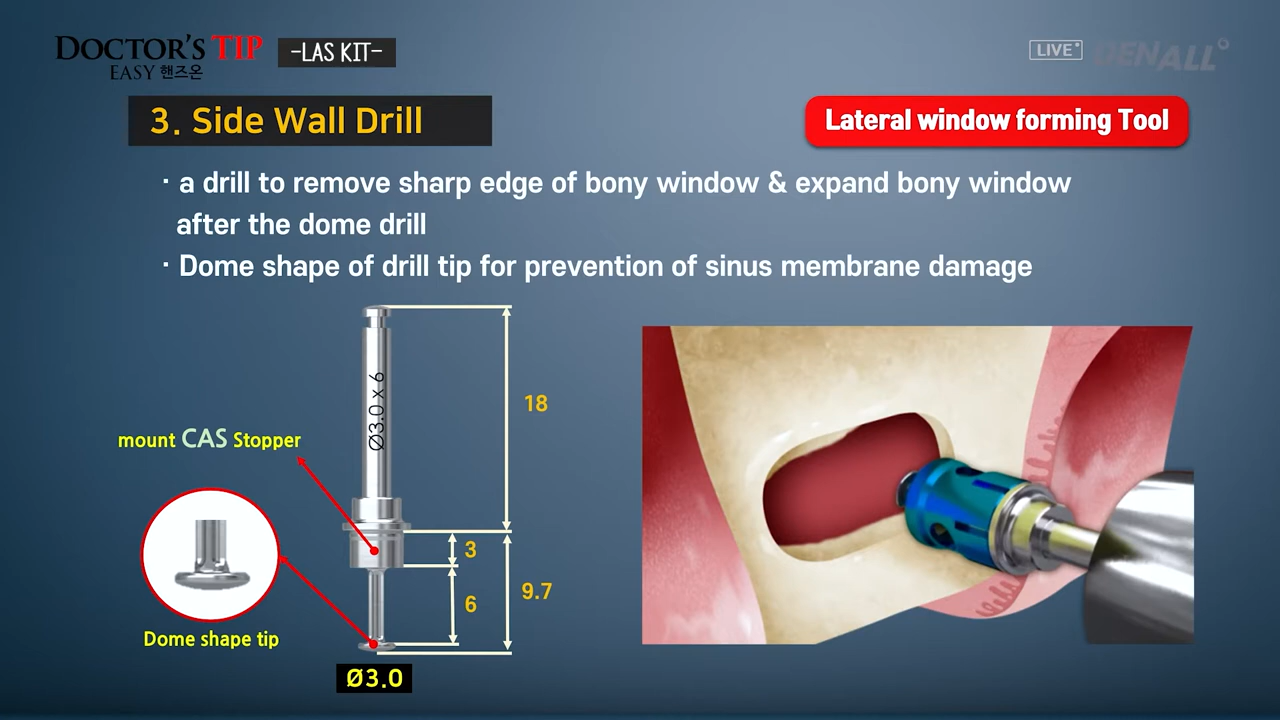 DOCTOR'S TIP
EASY 핸즈온
-LAS KIT-
LIVE
DENALL
3. Side Wall Drill
Lateral window forming Tool
· a drill to remove sharp edge of bony window & expand bony window
after the dome drill
· Dome shape of drill tip for prevention of sinus membrane damage
Ø3.0 x 6
18
mount CAS Stopper
3
9.7
6
Dome shape tip
Ø3.0